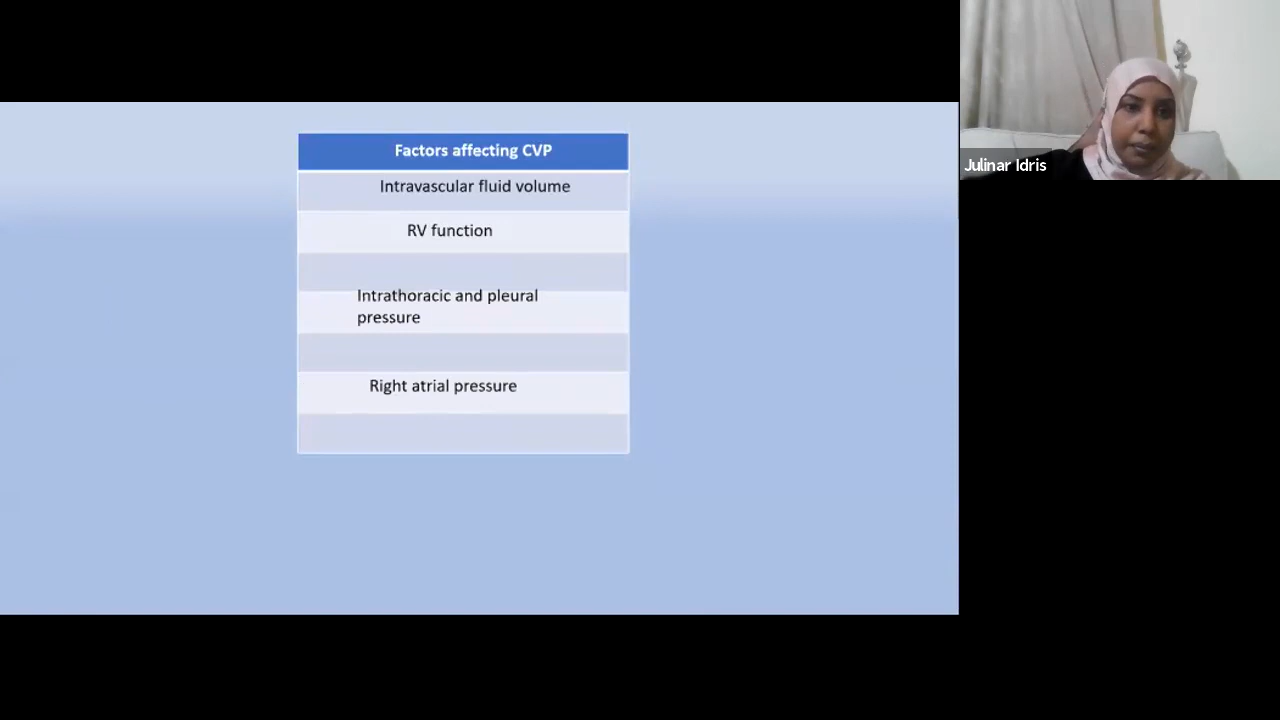 Factors affecting CVP
Intravascular fluid volume
RV function
Intrathoracic and pleural
pressure
Right atrial pressure
Julinar Idris